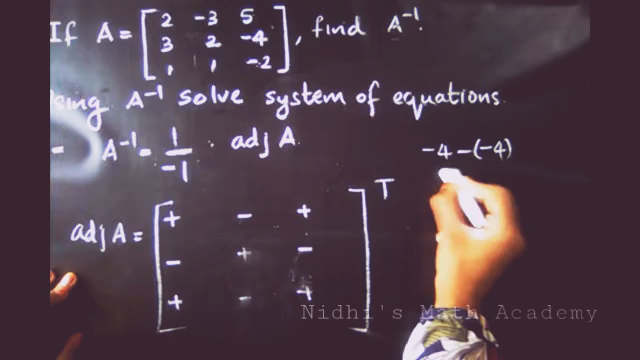 If A = [ 2 -3 5
3 2 -4
1 1 -2 ], find A⁻¹.
Using A⁻¹ solve system of equations
- A⁻¹ = 1/-1 adj A
-4-(-4)
adj A = [ + - +
- + -
+ - + ]ᵀ
Nidhi's Math Academy